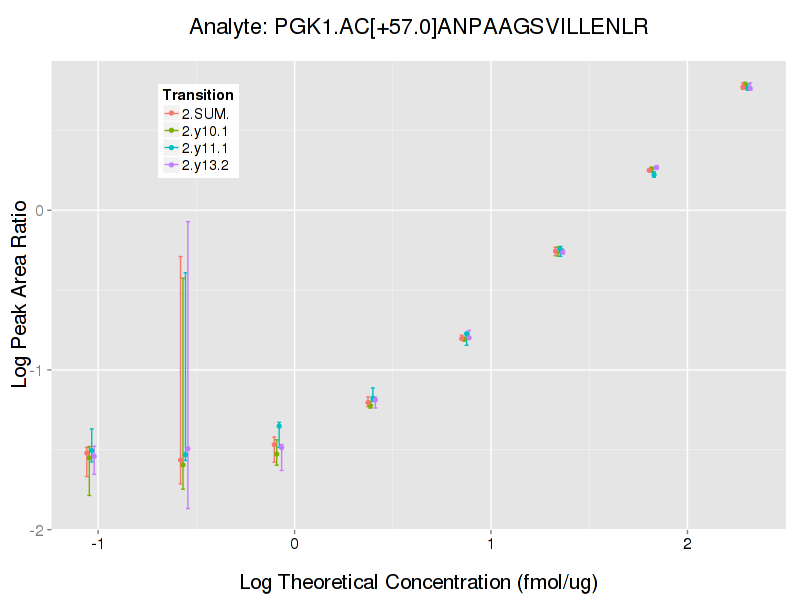 Analyte: PGK1.AC[+57.0]ANPAAGSVILLENLR
Transition
2.SUM.
2.y10.1
2.y11.1
2.y13.2
Log Peak Area Ratio
0
-1
-2
-1
0
1
2
Log Theoretical Concentration (fmol/ug)